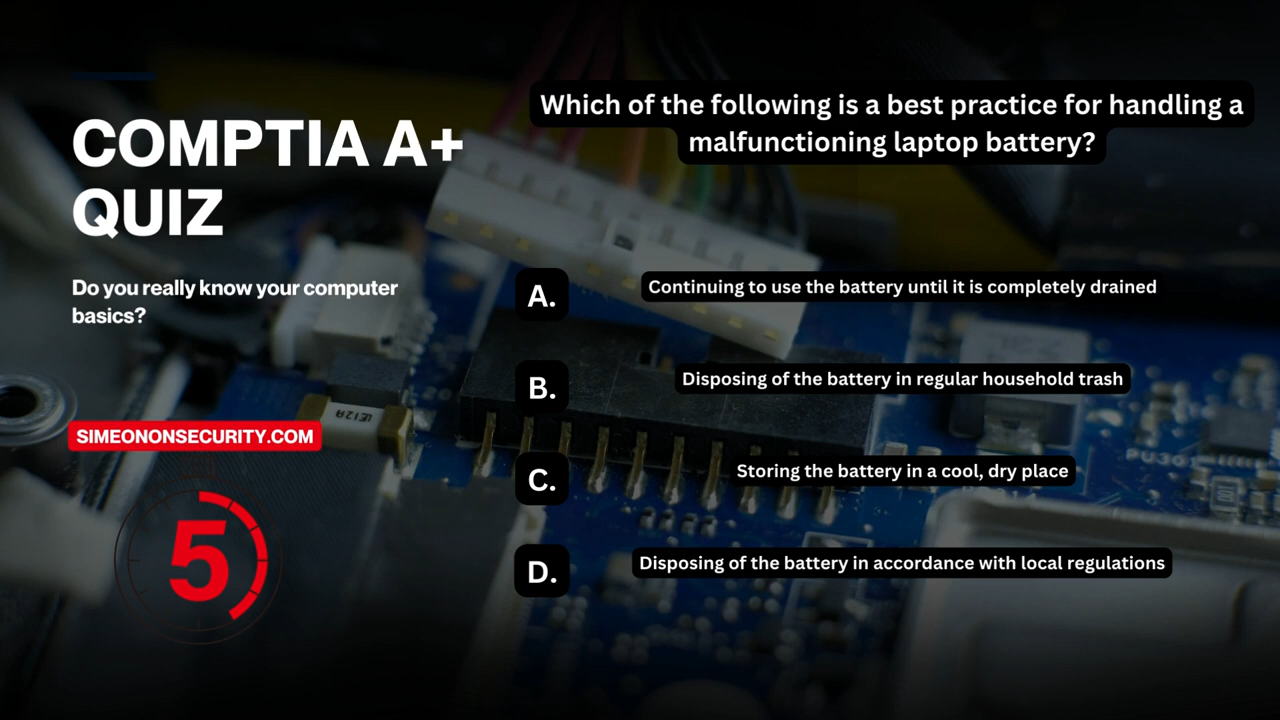 COMPTIA A+
QUIZ
Do you really know your computer
basics?
SIMEONONSECURITY.COM
5
Which of the following is a best practice for handling a
malfunctioning laptop battery?
A.
Continuing to use the battery until it is completely drained
B.
Disposing of the battery in regular household trash
C.
Storing the battery in a cool, dry place
D.
Disposing of the battery in accordance with local regulations
PU301